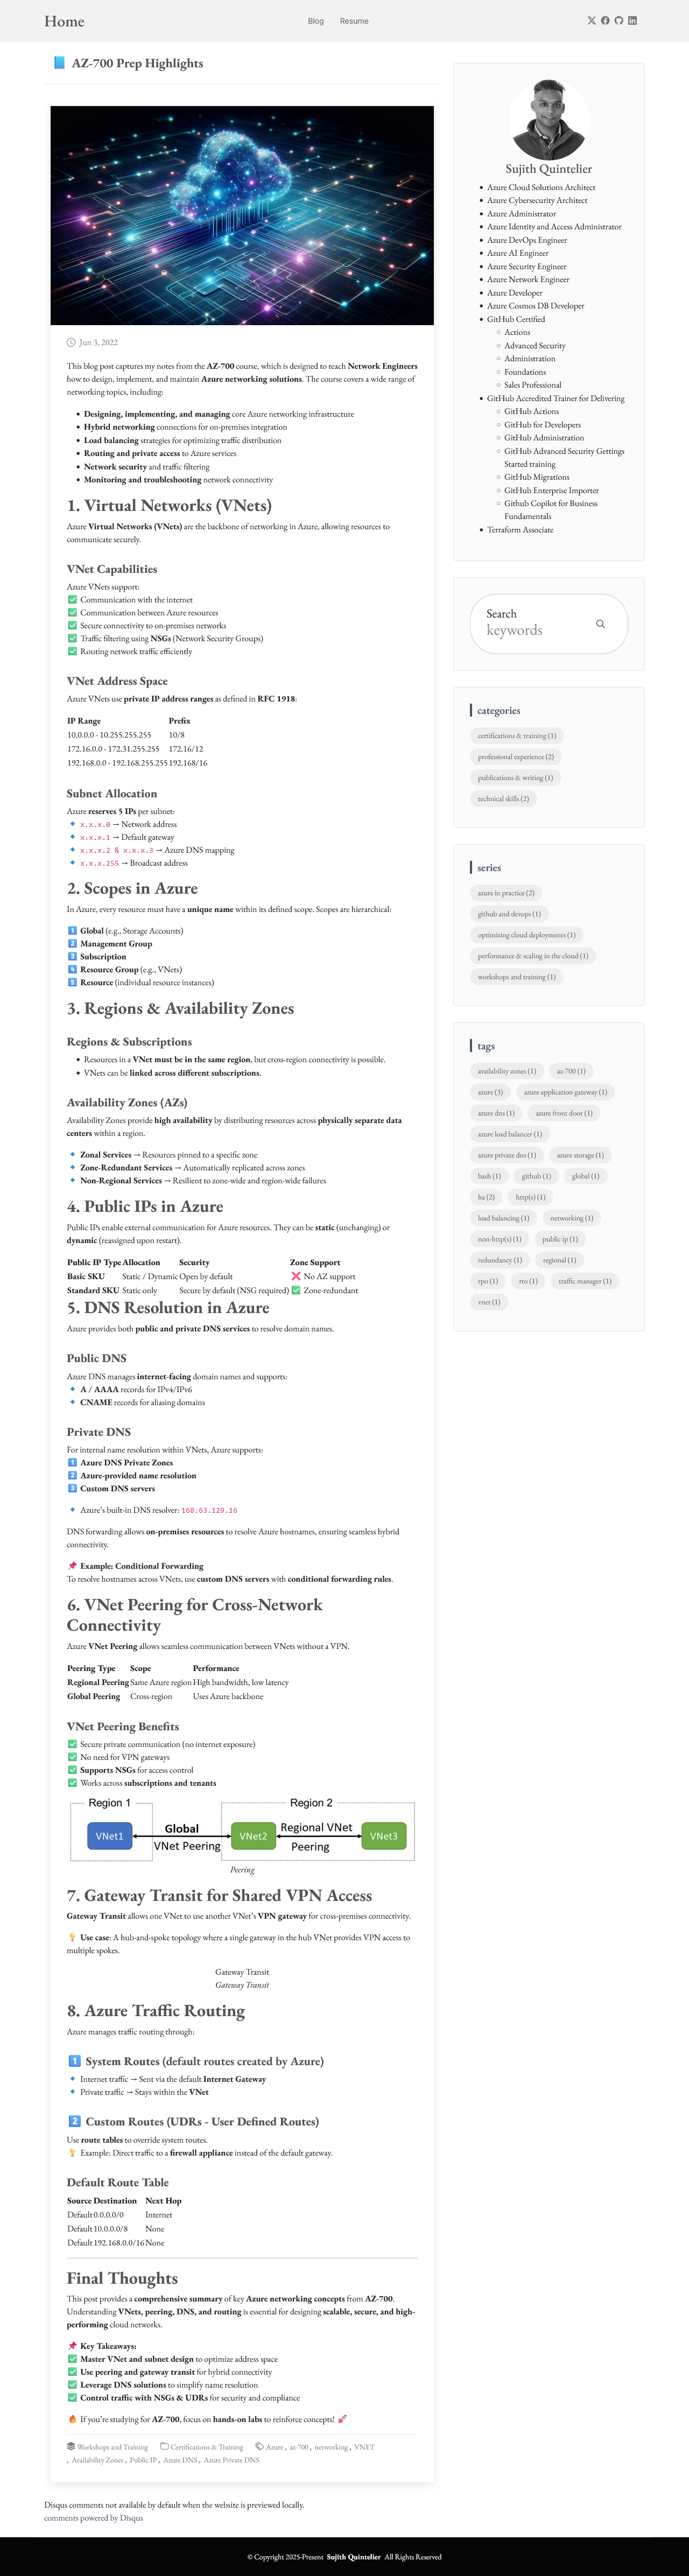 Home
Blog
Resume
📘 AZ-700 Prep Highlights
Jun 3, 2022
This blog post captures my notes from the AZ-700 course, which is designed to teach Network Engineers
how to design, implement, and maintain Azure networking solutions. The course covers a wide range of
networking topics, including:
Designing, implementing, and managing core Azure networking infrastructure
Hybrid networking connections for on-premises integration
Load balancing strategies for optimizing traffic distribution
Routing and private access to Azure services
Network security and traffic filtering
Monitoring and troubleshooting network connectivity
1. Virtual Networks (VNets)
Azure Virtual Networks (VNets) are the backbone of networking in Azure, allowing resources to
communicate securely.
VNet Capabilities
Azure VNets support:
✅ Communication with the internet
✅ Communication between Azure resources
✅ Secure connectivity to on-premises networks
✅ Traffic filtering using NSGs (Network Security Groups)
✅ Routing network traffic efficiently
VNet Address Space
Azure VNets use private IP address ranges as defined in RFC 1918:
IP Range Prefix
10.0.0.0 - 10.255.255.255 10/8
172.16.0.0 - 172.31.255.255 172.16/12
192.168.0.0 - 192.168.255.255 192.168/16
Subnet Allocation
Azure reserves 5 IPs per subnet:
🔹 x.x.x.0 → Network address
🔹 x.x.x.1 → Default gateway
🔹 x.x.x.2 & x.x.x.3 → Azure DNS mapping
🔹 x.x.x.255 → Broadcast address
2. Scopes in Azure
In Azure, every resource must have a unique name within its defined scope. Scopes are hierarchical:
1️⃣ Global (e.g., Storage Accounts)
2️⃣ Management Group
3️⃣ Subscription
4️⃣ Resource Group (e.g., VNets)
5️⃣ Resource (individual resource instances)
3. Regions & Availability Zones
Regions & Subscriptions
Resources in a VNet must be in the same region, but cross-region connectivity is possible.
VNets can be linked across different subscriptions.
Availability Zones (AZs)
Availability Zones provide high availability by distributing resources across physically separate data
centers within a region.
🔹 Zonal Services → Resources pinned to a specific zone
🔹 Zone-Redundant Services → Automatically replicated across zones
🔹 Non-Regional Services → Resilient to zone-wide and region-wide failures
4. Public IPs in Azure
Public IPs enable external communication for Azure resources. They can be static (unchanging) or
dynamic (reassigned upon restart).
Public IP Type Allocation Security Zone Support
Basic SKU Static / Dynamic Open by default ❌ No AZ support
Standard SKU Static only Secure by default (NSG required) ✅ Zone-redundant
5. DNS Resolution in Azure
Azure provides both public and private DNS services to resolve domain names.
Public DNS
Azure DNS manages internet-facing domain names and supports:
🔹 A / AAAA records for IPv4/IPv6
🔹 CNAME records for aliasing domains
Private DNS
For internal name resolution within VNets, Azure supports:
1️⃣ Azure DNS Private Zones
2️⃣ Azure-provided name resolution
3️⃣ Custom DNS servers
🔹 Azure's built-in DNS resolver: 168.63.129.16
DNS forwarding allows on-premises resources to resolve Azure hostnames, ensuring seamless hybrid
connectivity.
📌 Example: Conditional Forwarding
To resolve hostnames across VNets, use custom DNS servers with conditional forwarding rules.
6. VNet Peering for Cross-Network
Connectivity
Azure VNet Peering allows seamless communication between VNets without a VPN.
Peering Type Scope Performance
Regional Peering Same Azure region High bandwidth, low latency
Global Peering Cross-region Uses Azure backbone
VNet Peering Benefits
✅ Secure private communication (no internet exposure)
✅ No need for VPN gateways
✅ Supports NSGs for access control
✅ Works across subscriptions and tenants
Region 1 Region 2
VNet1 Global VNet Peering VNet2 Regional VNet Peering VNet3
Peering
7. Gateway Transit for Shared VPN Access
Gateway Transit allows one VNet to use another VNet's VPN gateway for cross-premises connectivity.
💡 Use case: A hub-and-spoke topology where a single gateway in the hub VNet provides VPN access to
multiple spokes.
Gateway Transit
Gateway Transit
8. Azure Traffic Routing
Azure manages traffic routing through:
1️⃣ System Routes (default routes created by Azure)
🔹 Internet traffic → Sent via the default Internet Gateway
🔹 Private traffic → Stays within the VNet
2️⃣ Custom Routes (UDRs - User Defined Routes)
Use route tables to override system routes.
💡 Example: Direct traffic to a firewall appliance instead of the default gateway.
Default Route Table
Source Destination Next Hop
Default 0.0.0.0/0 Internet
Default 10.0.0.0/8 None
Default 192.168.0.0/16 None
Final Thoughts
This post provides a comprehensive summary of key Azure networking concepts from AZ-700.
Understanding VNets, peering, DNS, and routing is essential for designing scalable, secure, and high-
performing cloud networks.
📌 Key Takeaways:
✅ Master VNet and subnet design to optimize address space
✅ Use peering and gateway transit for hybrid connectivity
✅ Leverage DNS solutions to simplify name resolution
✅ Control traffic with NSGs & UDRs for security and compliance
🔥 If you're studying for AZ-700, focus on hands-on labs to reinforce concepts! 🚀
Workshops and Training Certifications & Training Azure , az-700 , networking , VNET
, Availability Zones , Public IP , Azure DNS , Azure Private DNS
Disqus comments not available by default when the website is previewed locally.
comments powered by Disqus
Sujith Quintelier
Azure Cloud Solutions Architect
Azure Cybersecurity Architect
Azure Administrator
Azure Identity and Access Administrator
Azure DevOps Engineer
Azure AI Engineer
Azure Security Engineer
Azure Network Engineer
Azure Developer
Azure Cosmos DB Developer
GitHub Certified
Actions
Advanced Security
Administration
Foundations
Sales Professional
GitHub Accredited Trainer for Delivering
GitHub Actions
GitHub for Developers
GitHub Administration
GitHub Advanced Security Gettings
Started training
GitHub Migrations
GitHub Enterprise Importer
Github Copilot for Business
Fundamentals
Terraform Associate
Search
keywords
categories
certifications & training (1)
professional experience (2)
publications & writing (1)
technical skills (2)
series
azure in practice (2)
github and devops (1)
optimizing cloud deployments (1)
performance & scaling in the cloud (1)
workshops and training (1)
tags
availability zones (1) az-700 (1)
azure (3) azure application gateway (1)
azure dns (1) azure front door (1)
azure load balancer (1)
azure private dns (1) azure storage (1)
bash (1) github (1) global (1)
ha (2) http(s) (1)
load balancing (1) networking (1)
non-http(s) (1) public ip (1)
redundancy (1) regional (1)
rpo (1) rto (1) traffic manager (1)
vnet (1)
© Copyright 2025-Present Sujith Quintelier All Rights Reserved